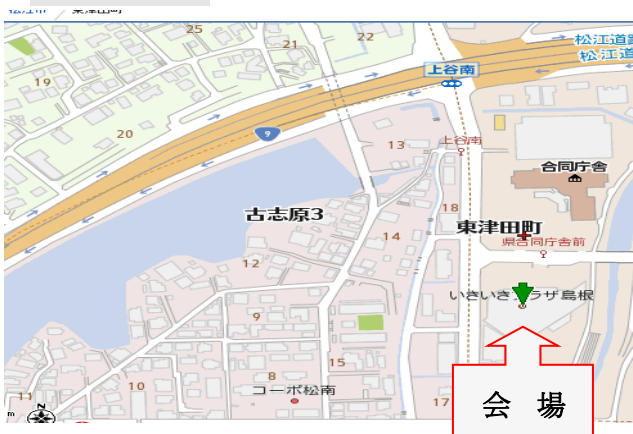 松江市
東津田町
25
22
21
松江道路
松江道
上谷南
19
20
9
13
上谷南
合同庁舎
古志原3
18
東津田町
14
県合同庁舎前
12
いきいきプラザ島根
9
15
8
10
コーポ松南
11
17
会 場
m
N